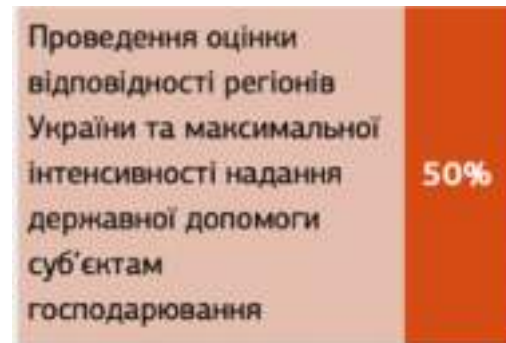 Проведення оцінки
відповідності регіонів
України та максимальної
інтенсивності надання
державної допомоги
суб'єктам
господарювання
50%